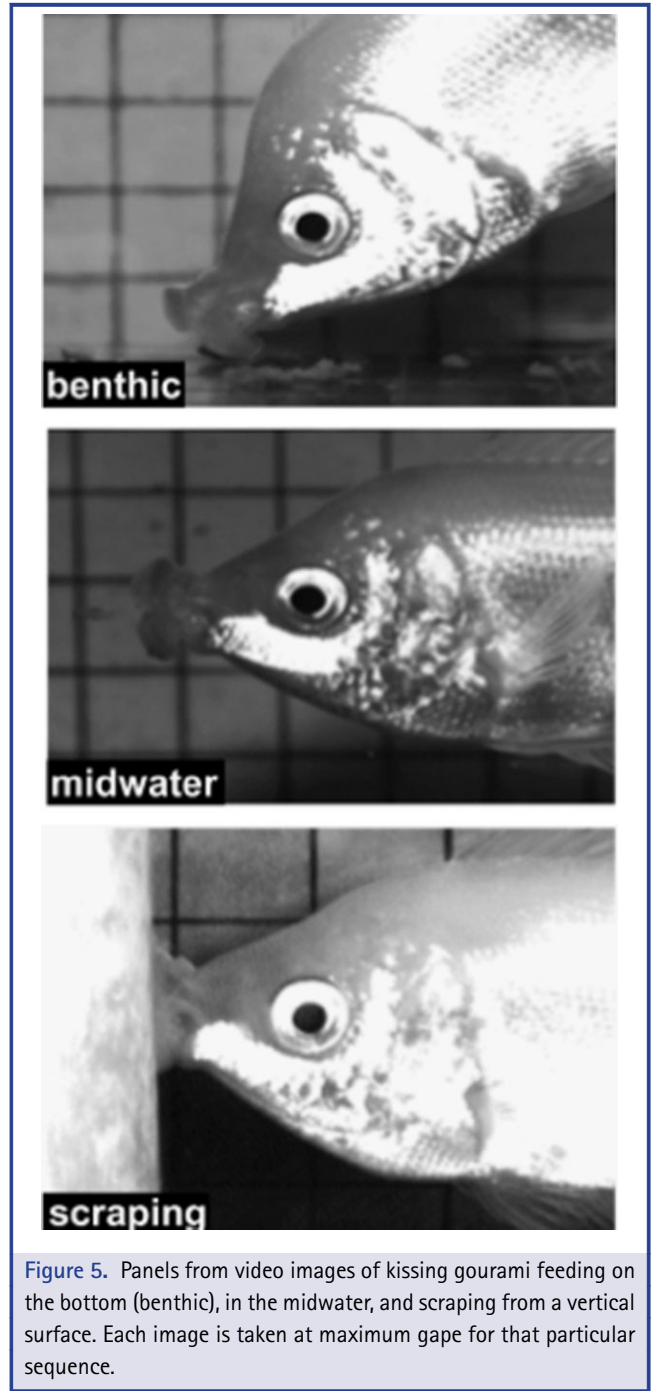 benthic
midwater
scraping
Figure 5. Panels from video images of kissing gourami feeding on
the bottom (benthic), in the midwater, and scraping from a vertical
surface. Each image is taken at maximum gape for that particular
sequence.